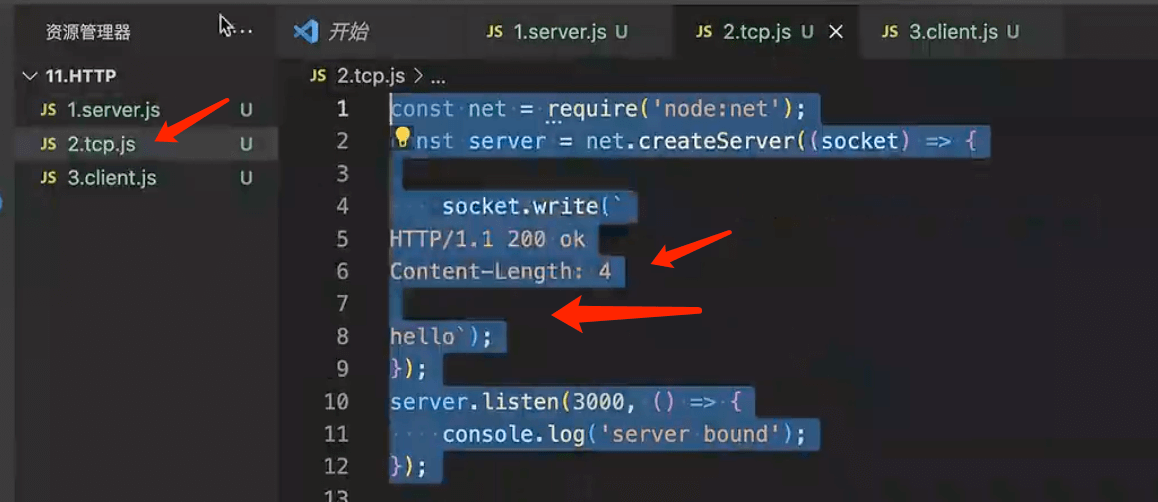 资源管理器 ...
开始
JS 1.server.js U
JS 2.tcp.js U
JS 3.client.js U
11.HTTP
JS 1.server.js U
JS 2.tcp.js U
JS 3.client.js U
JS 2.tcp.js > ...
1 const net = require('node:net');
2 nst server = net.createServer((socket) => {
3
4 socket.write(`
5 HTTP/1.1 200 ok
6 Content-Length: 4
7
8 hello`);
9 });
10 server.listen(3000, () => {
11 console.log('server bound');
12 });
13